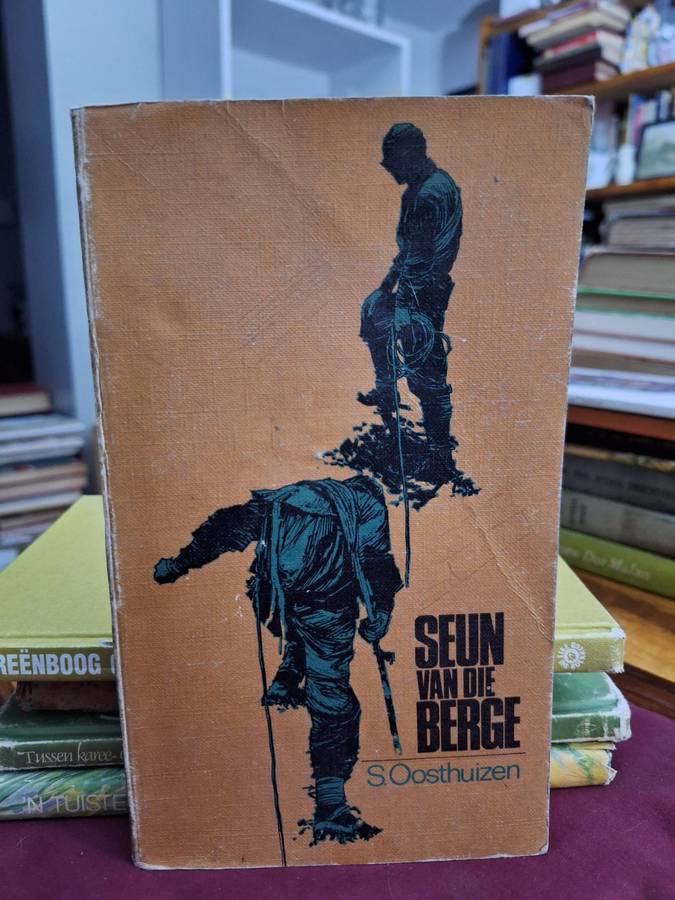 SEUN
VAN DIE
BERGE
S. Oosthuizen
REËNBOOG
Tussen karee-
'N TUISTE